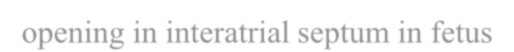 opening in interatrial septum in fetus